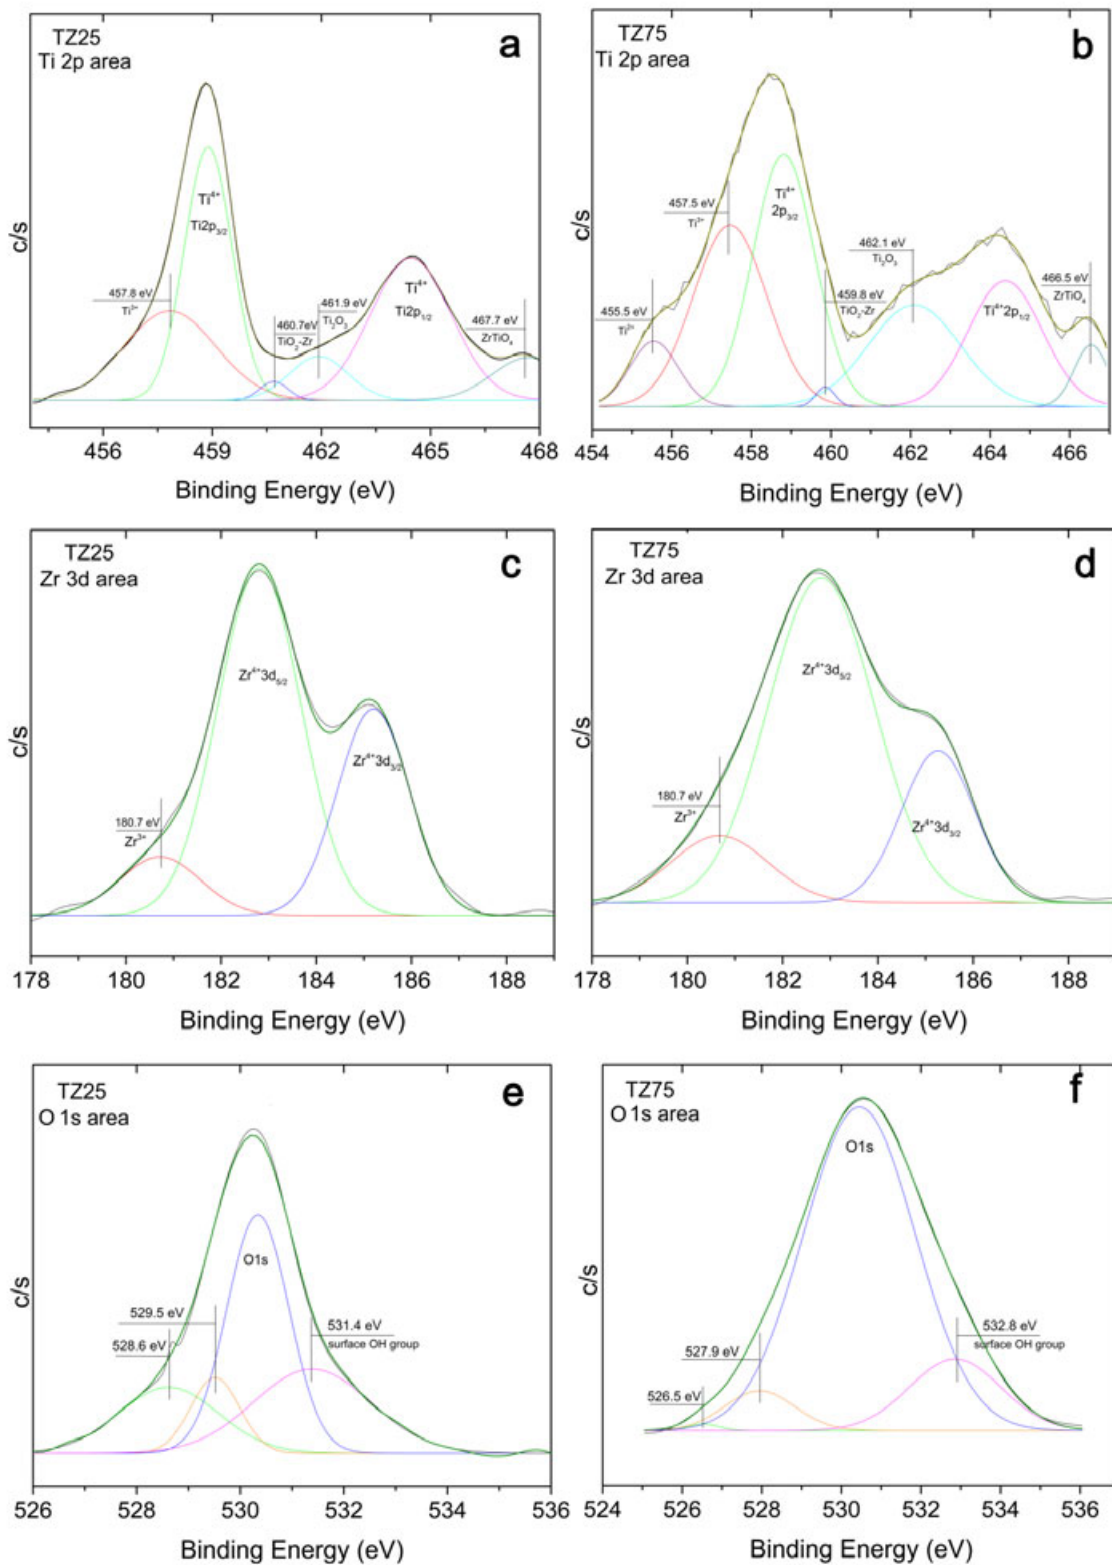 TZ25
Ti 2p area
a
Ti⁴⁺
Ti2p₃/₂
457.8 eV
Ti³⁺
460.7eV
TiO₂-Zr
461.9 eV
Ti₂O₃
Ti⁴⁺
Ti2p₁/₂
467.7 eV
ZrTiO₄
c/s
456 459 462 465 468
Binding Energy (eV)
TZ75
Ti 2p area
b
455.5 eV
Ti²⁺
457.5 eV
Ti³⁺
Ti⁴⁺
2p₃/₂
459.8 eV
TiO₂-Zr
462.1 eV
Ti₂O₃
Ti⁴⁺2p₁/₂
466.5 eV
ZrTiO₄
c/s
454 456 458 460 462 464 466
Binding Energy (eV)
TZ25
Zr 3d area
c
Zr⁴⁺3d₅/₂
Zr⁴⁺3d₃/₂
180.7 eV
Zr³⁺
c/s
178 180 182 184 186 188
Binding Energy (eV)
TZ75
Zr 3d area
d
Zr⁴⁺3d₅/₂
180.7 eV
Zr³⁺
Zr⁴⁺3d₃/₂
c/s
178 180 182 184 186 188
Binding Energy (eV)
TZ25
O 1s area
e
O1s
529.5 eV
528.6 eV
531.4 eV
surface OH group
c/s
526 528 530 532 534 536
Binding Energy (eV)
TZ75
O 1s area
f
O1s
527.9 eV
526.5 eV
532.8 eV
surface OH group
c/s
524 526 528 530 532 534 536
Binding Energy (eV)